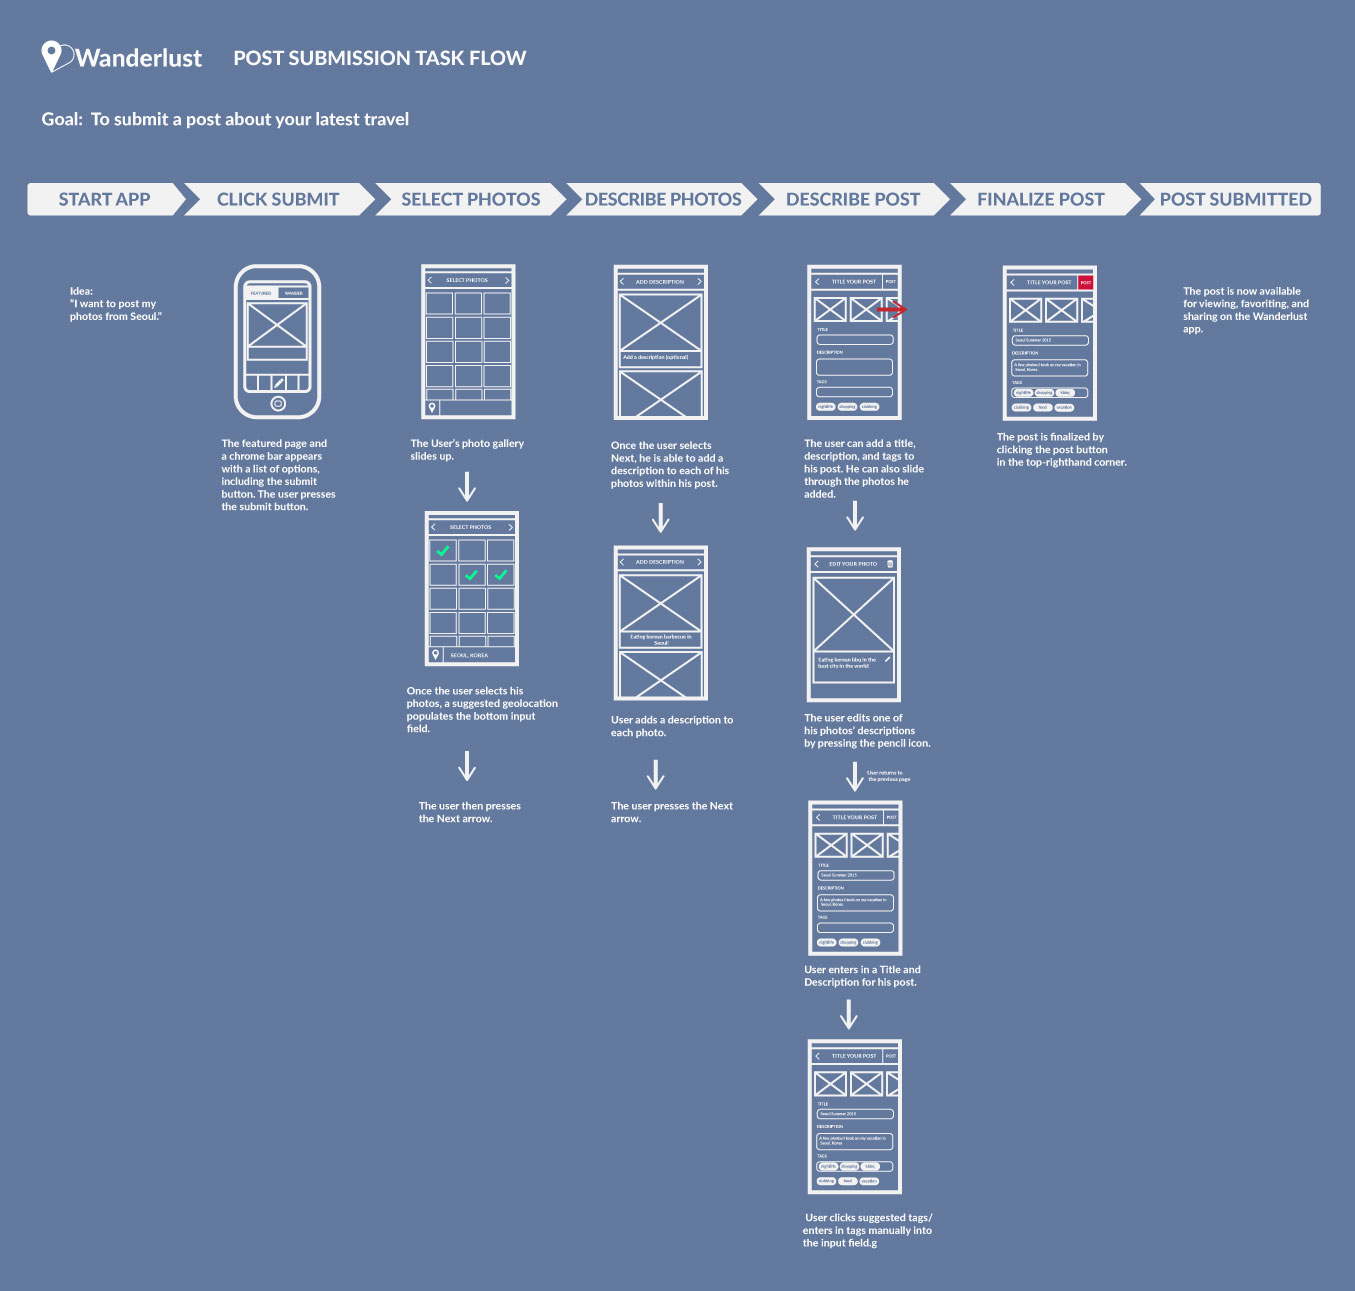 Wanderlust
POST SUBMISSION TASK FLOW
Goal: To submit a post about your latest travel
START APP
CLICK SUBMIT
SELECT PHOTOS
DESCRIBE PHOTOS
DESCRIBE POST
FINALIZE POST
POST SUBMITTED
Idea:
"I want to post my
photos from Seoul."
FEATURED
WANDER
The featured page and
a chrome bar appears
with a list of options,
including the submit
button. The user presses
the submit button.
SELECT PHOTOS
The User's photo gallery
slides up.
SELECT PHOTOS
SEOUL, KOREA
Once the user selects his
photos, a suggested geolocation
populates the bottom input
field.
The user then presses
the Next arrow.
ADD DESCRIPTION
Add a description (optional)
Once the user selects
Next, he is able to add a
description to each of his
photos within his post.
ADD DESCRIPTION
Eating korean barbecue in
Seoul!
User adds a description to
each photo.
The user presses the Next
arrow.
TITLE YOUR POST
POST
TITLE
DESCRIPTION
TAGS
nightlife
shopping
clubbing
The user can add a title,
description, and tags to
his post. He can also slide
through the photos he
added.
EDIT YOUR PHOTO
Eating korean bbq in the
best city in the world!
The user edits one of
his photos' descriptions
by pressing the pencil icon.
User returns to
the previous page
TITLE YOUR POST
POST
TITLE
Seoul Summer 2015
DESCRIPTION
A few photos I took on my vacation in
Seoul, Korea
TAGS
nightlife
shopping
clubbing
User enters in a Title and
Description for his post.
TITLE YOUR POST
POST
TITLE
Seoul Summer 2015
DESCRIPTION
A few photos I took on my vacation in
Seoul, Korea
TAGS
nightlife
shopping
clubbing
food
vacation
User clicks suggested tags/
enters in tags manually into
the input field.g
TITLE YOUR POST
POST
TITLE
Seoul Summer 2015
DESCRIPTION
A few photos I took on my vacation in
Seoul, Korea
TAGS
nightlife
shopping
clubbing
food
vacation
The post is finalized by
clicking the post button
in the top-righthand corner.
The post is now available
for viewing, favoriting, and
sharing on the Wanderlust
app.